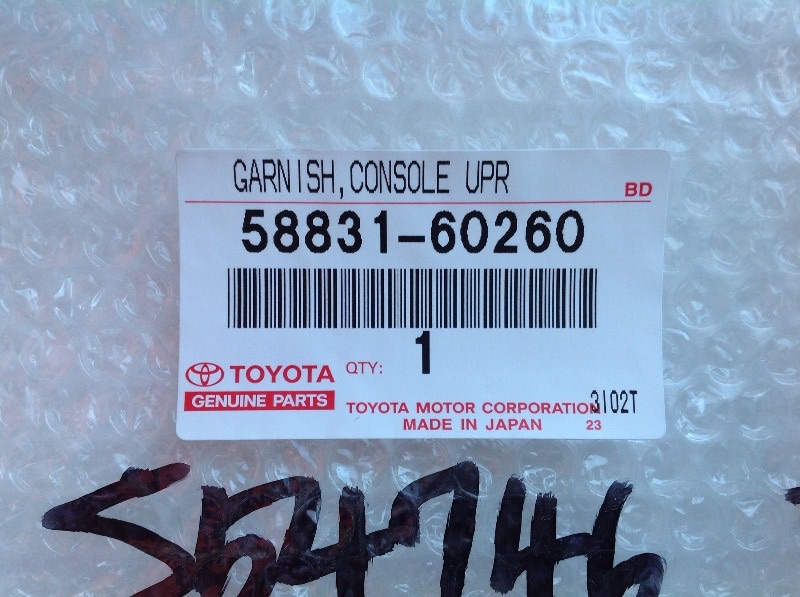 GARNISH,CONSOLE UPR
BD
58831-60260
1
QTY:
TOYOTA
GENUINE PARTS
3I02T
TOYOTA MOTOR CORPORATION
MADE IN JAPAN
23